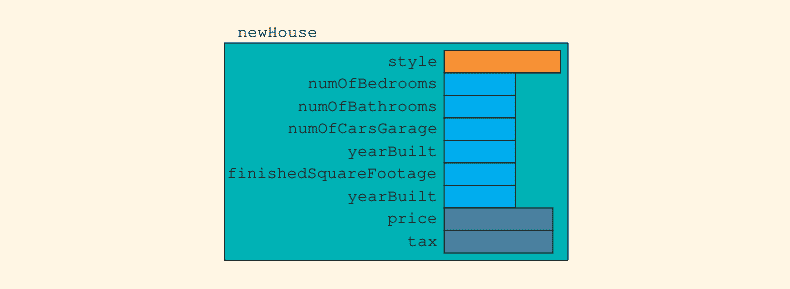 newHouse
style
numOfBedrooms
numOfBathrooms
numOfCarsGarage
yearBuilt
finishedSquareFootage
yearBuilt
price
tax